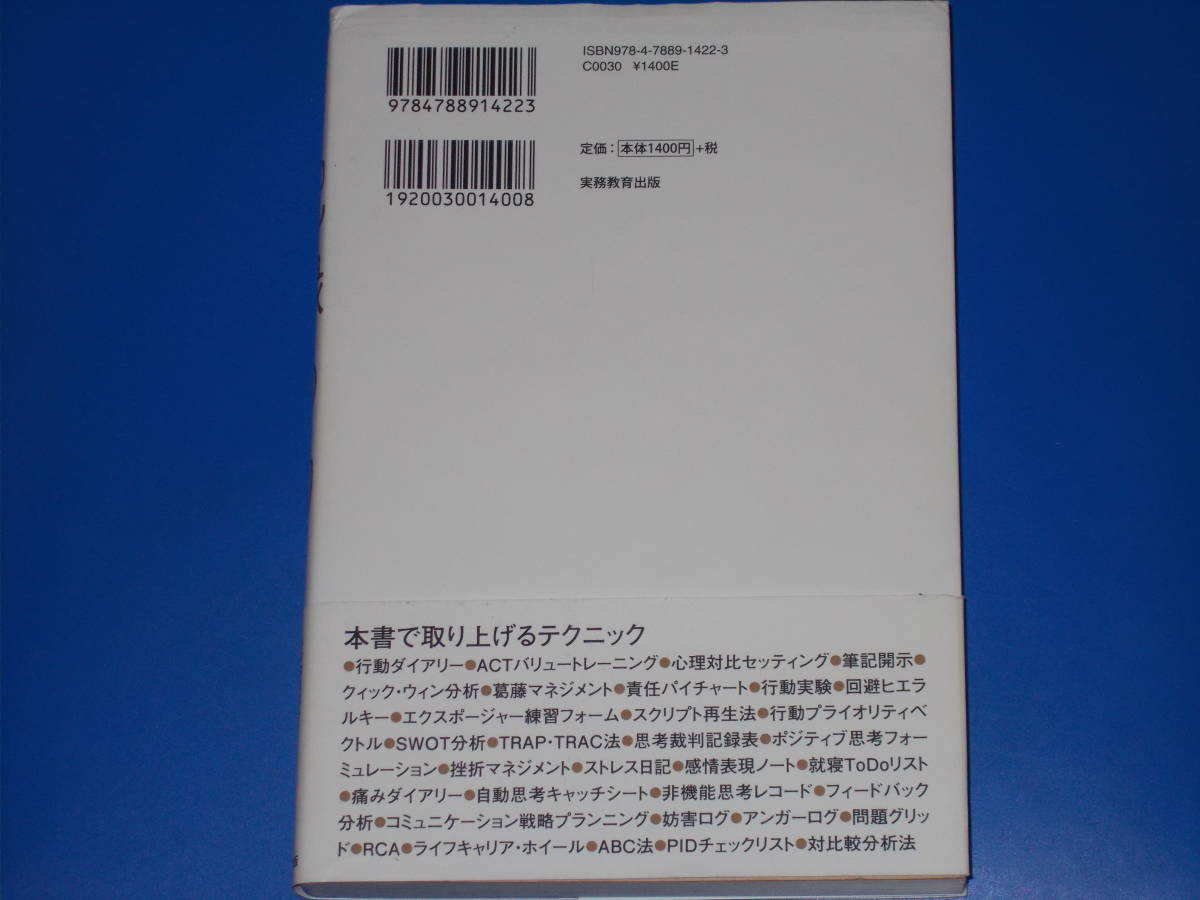 ISBN978-4-7889-1422-3
C0030 ¥1400E
9784788914223
定価：本体1400円+税
1920030014008
実務教育出版
本書で取り上げるテクニック
●行動ダイアリー●ACTバリュートレーニング●心理対比セッティング●筆記開示●
クィック・ウィン分析●葛藤マネジメント●責任パイチャート●行動実験●回避ヒエラ
ルキー●エクスポージャー練習フォーム●スクリプト再生法●行動プライオリティベ
クトル●SWOT分析●TRAP・TRAC法●思考裁判記録表●ポジティブ思考フォー
ミュレーション●挫折マネジメント●ストレス日記●感情表現ノート●就寝ToDoリスト
●痛みダイアリー●自動思考キャッチシート●非機能思考レコード●フィードバック
分析●コミュニケーション戦略プランニング●妨害ログ●アンガーログ●問題グリッ
ド●RCA●ライフキャリア・ホイール●ABC法●PIDチェックリスト●対比較分析法